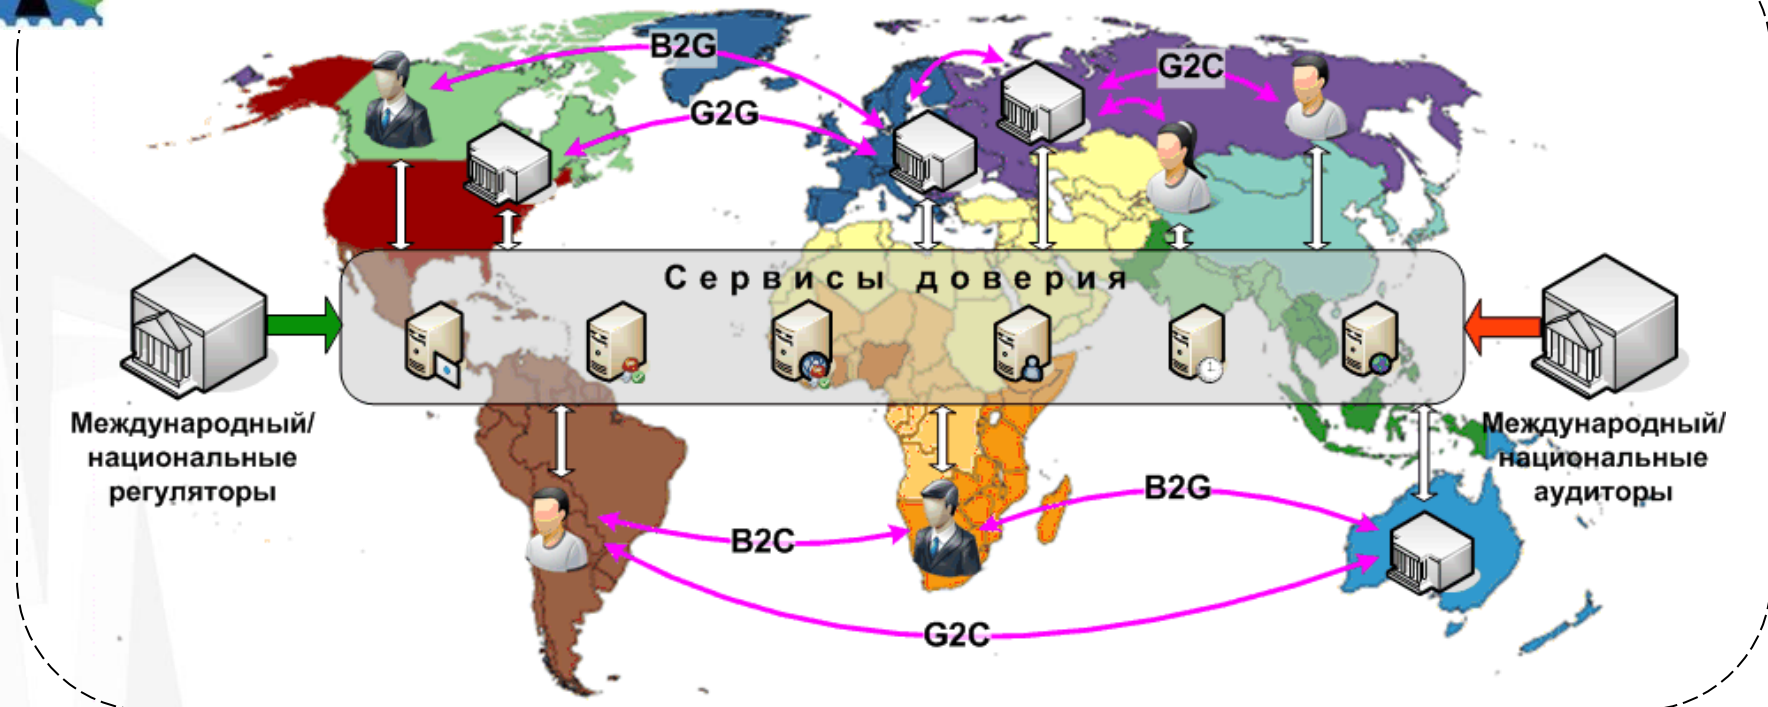 B2G
G2C
G2G
Сервисы доверия
Международный/
национальные
регуляторы
Международный/
национальные
аудиторы
B2G
B2C
G2C